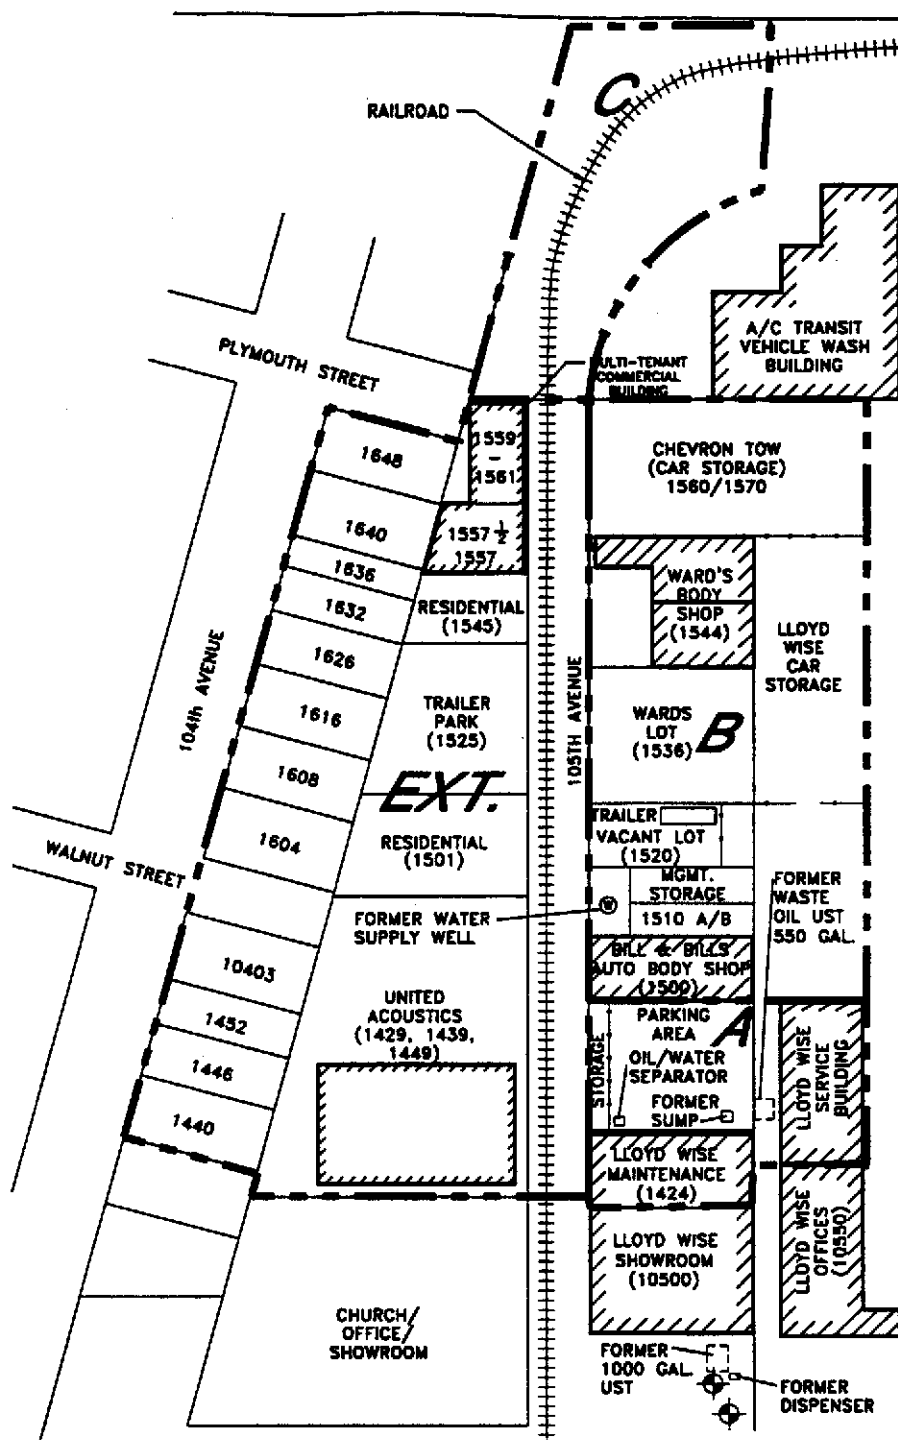 C
RAILROAD
A/C TRANSIT
VEHICLE WASH
BUILDING
PLYMOUTH STREET
MULTI-TENANT
COMMERCIAL
BUILDING
1559
-
1561
1648
CHEVRON TOW
(CAR STORAGE)
1560/1570
1640
1557 1/2
1557
1636
WARD'S
BODY
SHOP
(1544)
1632
RESIDENTIAL
(1545)
LLOYD
WISE
CAR
STORAGE
104th AVENUE
1626
105TH AVENUE
TRAILER
PARK
(1525)
1616
WARDS
LOT
(1536)
B
EXT.
1608
TRAILER
VACANT LOT
(1520)
1604
RESIDENTIAL
(1501)
WALNUT STREET
MGMT.
STORAGE
1510 A/B
FORMER
WASTE
OIL UST
550 GAL.
FORMER WATER
SUPPLY WELL
W
BILL & BILLS
AUTO BODY SHOP
(1500)
10403
UNITED
ACOUSTICS
(1429, 1439,
1449)
1452
PARKING
AREA
A
STORAGE
OIL/WATER
SEPARATOR
FORMER
SUMP
LLOYD WISE
SERVICE
BUILDING
1446
1440
LLOYD WISE
MAINTENANCE
(1424)
LLOYD WISE
OFFICES
(10550)
LLOYD WISE
SHOWROOM
(10500)
CHURCH/
OFFICE/
SHOWROOM
FORMER
1000 GAL.
UST
FORMER
DISPENSER